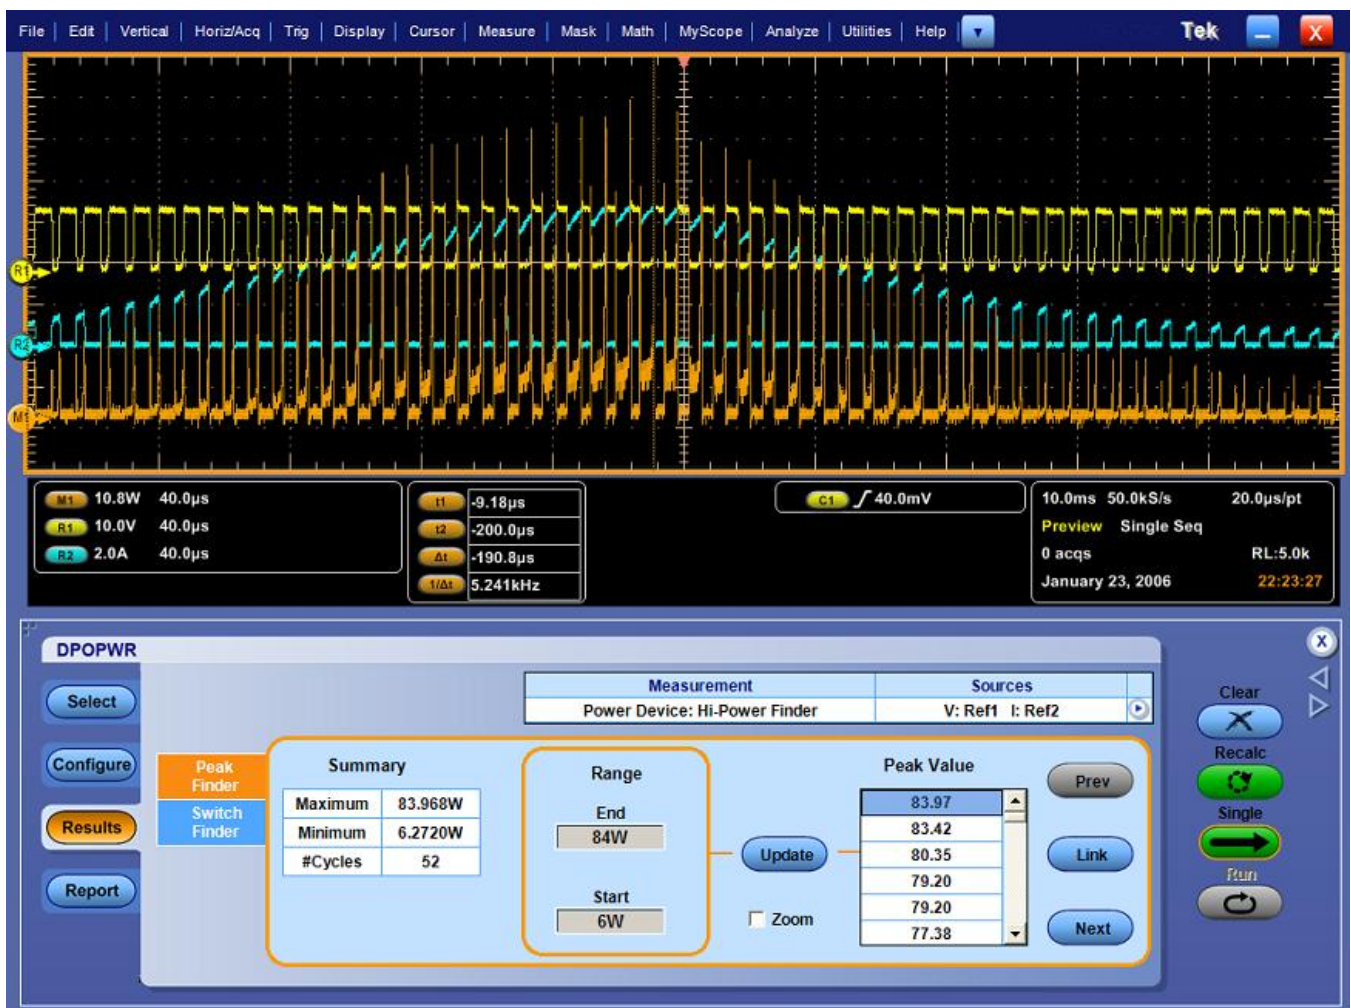 File | Edit | Vertical | Horiz/Acq | Trig | Display | Cursor | Measure | Mask | Math | MyScope | Analyze | Utilities | Help
Tek
X
R1
R2
M1
M1 10.8W 40.0µs
R1 10.0V 40.0µs
R2 2.0A 40.0µs
t1 -9.18µs
t2 -200.0µs
Δt -190.8µs
1/Δt 5.241kHz
C1 40.0mV
10.0ms 50.0kS/s 20.0µs/pt
Preview Single Seq
0 acqs RL:5.0k
January 23, 2006 22:23:27
DPOPWR
X
Select
Configure
Results
Report
Peak
Finder
Switch
Finder
Measurement Sources
Power Device: Hi-Power Finder V: Ref1 I: Ref2
Summary
Maximum 83.968W
Minimum 6.2720W
#Cycles 52
Range
End
84W
Start
6W
Update
Zoom
Peak Value
83.97
83.42
80.35
79.20
79.20
77.38
Prev
Link
Next
Clear
Recalc
Single
Run